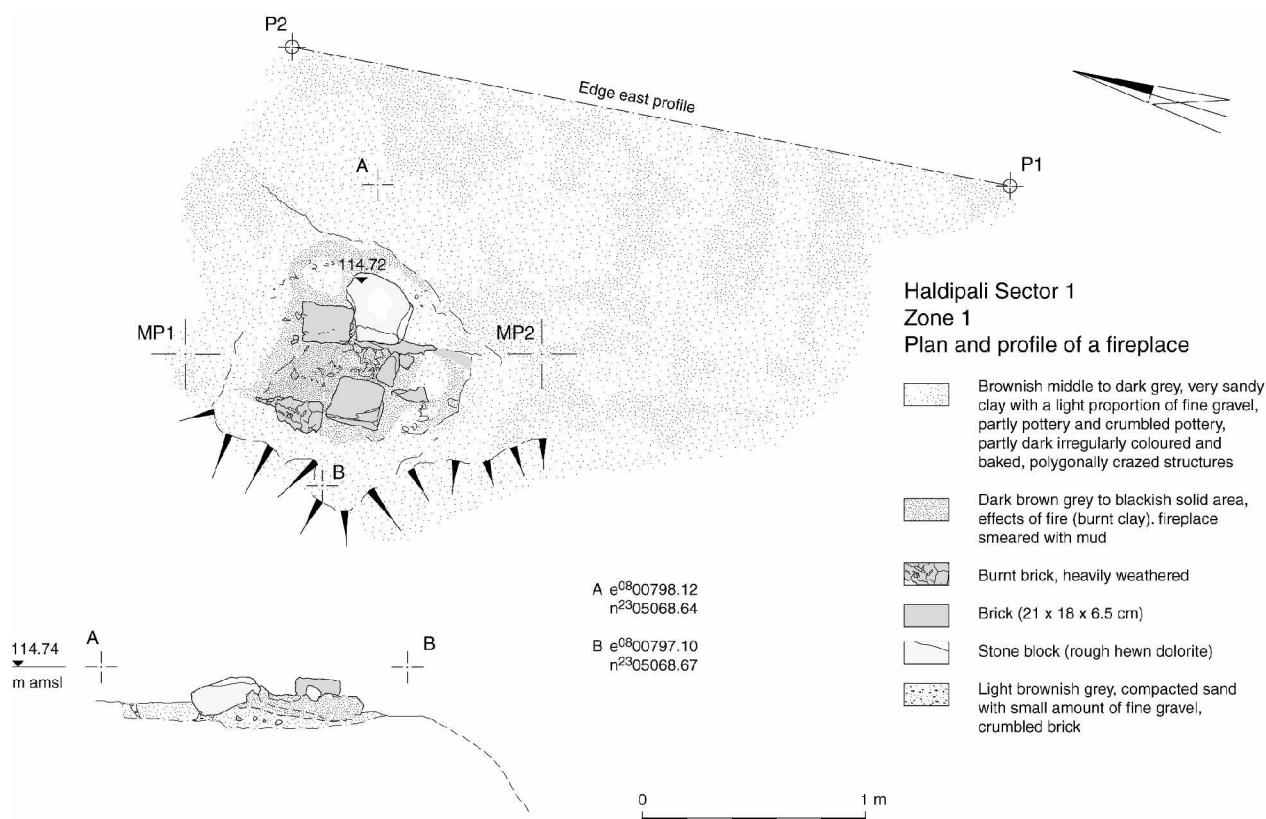 P2
Edge east profile
P1
A
114.72
MP1
MP2
B
Haldipali Sector 1
Zone 1
Plan and profile of a fireplace
Brownish middle to dark grey, very sandy
clay with a light proportion of fine gravel,
partly pottery and crumbled pottery,
partly dark irregularly coloured and
baked, polygonally crazed structures
Dark brown grey to blackish solid area,
effects of fire (burnt clay). fireplace
smeared with mud
Burnt brick, heavily weathered
Brick (21 x 18 x 6.5 cm)
Stone block (rough hewn dolorite)
Light brownish grey, compacted sand
with small amount of fine gravel,
crumbled brick
A e⁰⁸00798.12
n²³05068.64
B e⁰⁸00797.10
n²³05068.67
114.74
m amsl
A
B
0
1 m